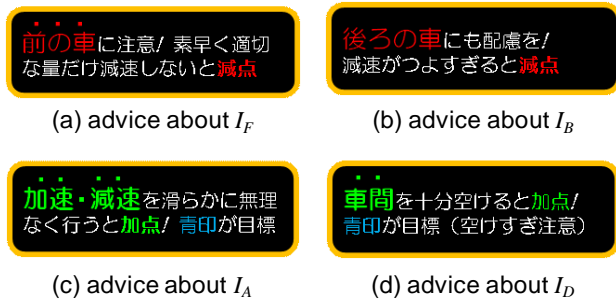 前の車に注意! 素早く適切
な量だけ減速しないと減点
(a) advice about I_F
後ろの車にも配慮を!
減速がつよすぎると減点
(b) advice about I_B
加速・減速を滑らかに無理
なく行うと加点! 青印が目標
(c) advice about I_A
車間を十分空けると加点!
青印が目標（空けすぎ注意）
(d) advice about I_D